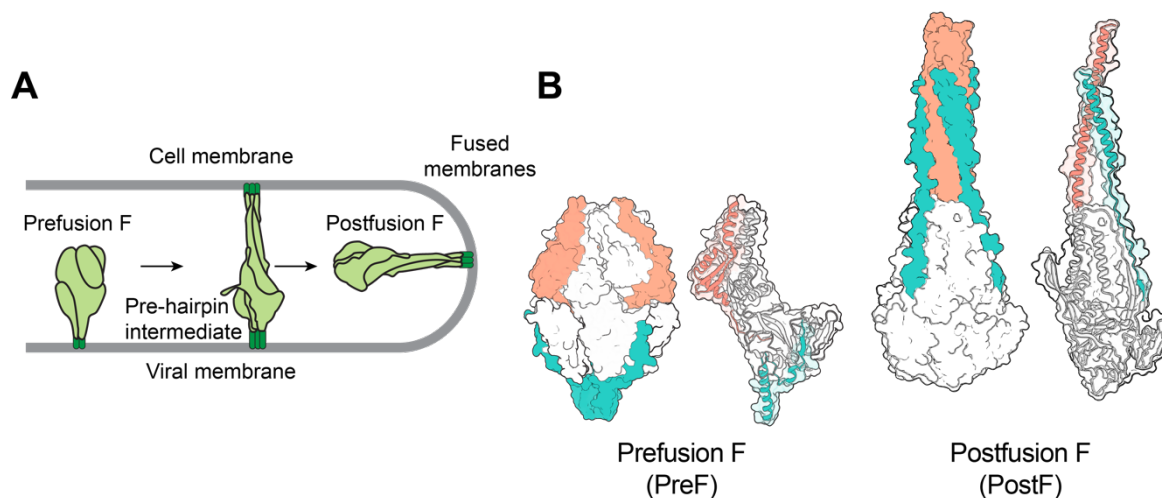 A
Cell membrane
Fused
membranes
Prefusion F
Postfusion F
Pre-hairpin
intermediate
Viral membrane
B
Prefusion F
(PreF)
Postfusion F
(PostF)